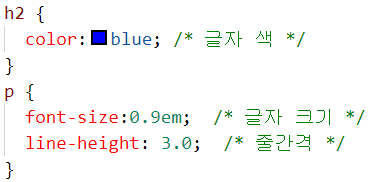 h2 {
color: blue; /* 글자 색 */
}
p {
font-size:0.9em; /* 글자 크기 */
line-height: 3.0; /* 줄간격 */
}